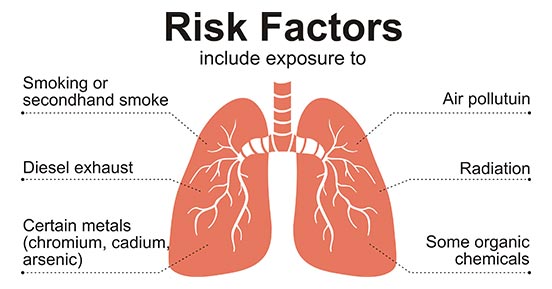 Risk Factors
include exposure to
Smoking or
secondhand smoke
Diesel exhaust
Certain metals
(chromium, cadium,
arsenic)
Air pollutuin
Radiation
Some organic
chemicals